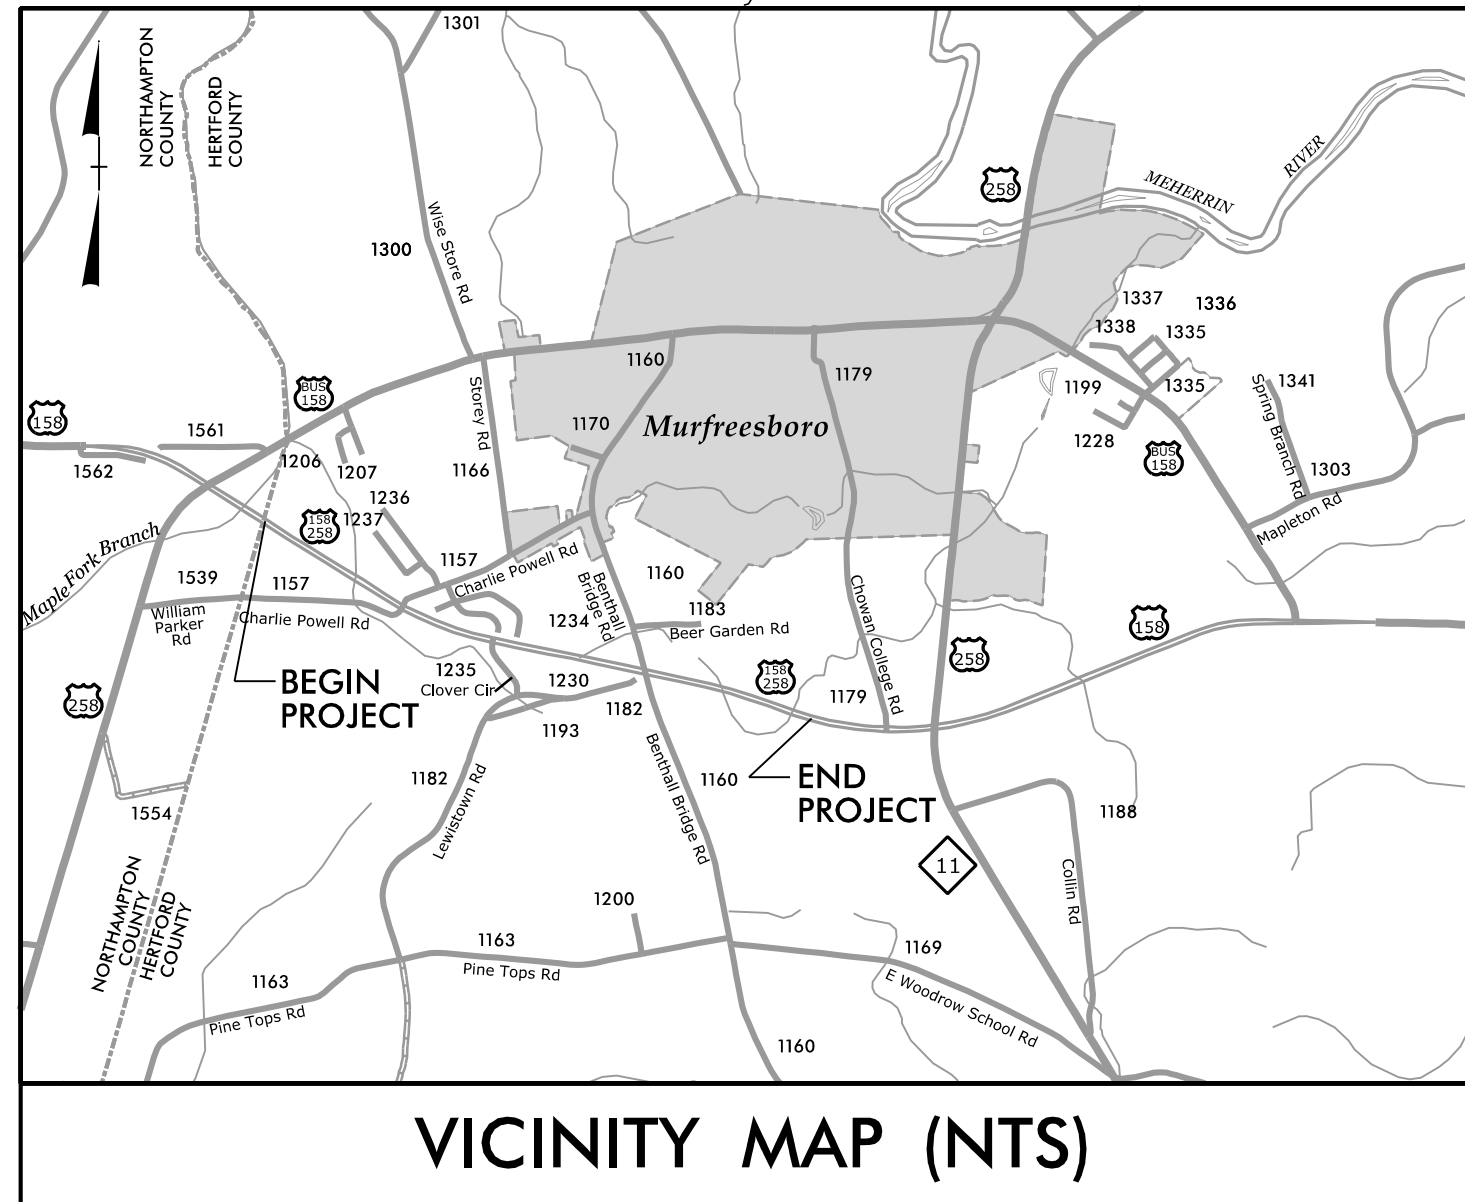 1301
NORTHAMPTON
COUNTY
HERTFORD
COUNTY
258
MEHERRIN
RIVER
1300
Wise Store Rd
1337
1336
1338
1335
1160
1179
1199
1335
1341
Spring Branch Rd
BUS
158
158
1561
1562
1206
1207
Storey Rd
1166
1170
Murfreesboro
1228
BUS
158
1303
Mapleton Rd
1236
1237
158
258
Maple Fork Branch
1157
Charlie Powell Rd
1539
1157
William
Parker
Rd
Charlie Powell Rd
Benthall
Bridge Rd
1160
1234
1183
Beer Garden Rd
Chowan College Rd
158
258
158
258
1235
Clover Cir
1230
1182
1193
1179
BEGIN
PROJECT
258
1182
Lewistown Rd
Benthall Bridge Rd
1160
END
PROJECT
1554
1188
11
Collin Rd
NORTHAMPTON
COUNTY
HERTFORD
COUNTY
1200
1163
Pine Tops Rd
1163
Pine Tops Rd
1169
E Woodrow School Rd
1160
VICINITY MAP (NTS)